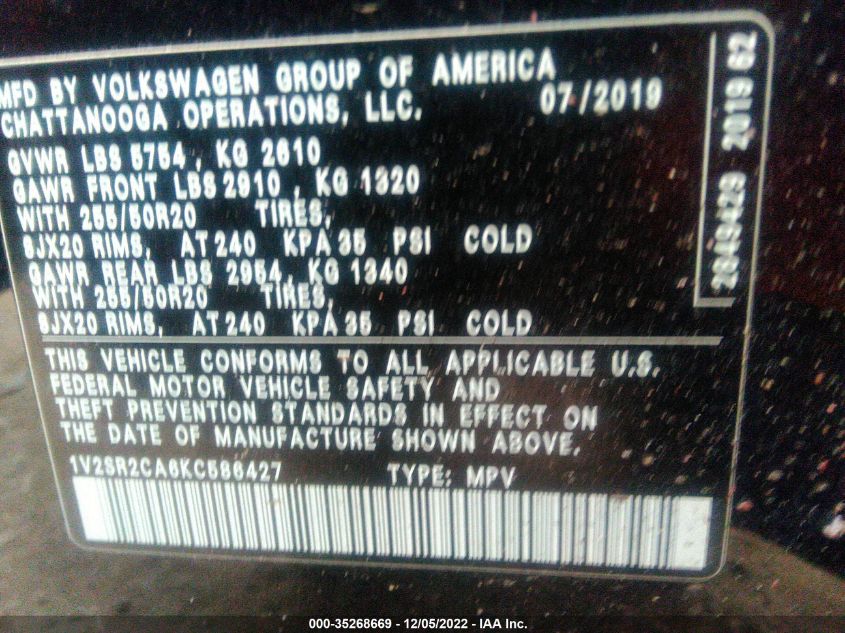 MFD BY VOLKSWAGEN GROUP OF AMERICA
CHATTANOOGA OPERATIONS, LLC. 07/2019
GVWR LBS 5754, KG 2610
GAWR FRONT LBS 2910, KG 1320
WITH 255/50R20 TIRES,
8JX20 RIMS, AT 240 KPA 35 PSI COLD
GAWR REAR LBS 2954, KG 1340
WITH 255/50R20 TIRES,
8JX20 RIMS, AT 240 KPA 35 PSI COLD
THIS VEHICLE CONFORMS TO ALL APPLICABLE U.S.
FEDERAL MOTOR VEHICLE SAFETY AND
THEFT PREVENTION STANDARDS IN EFFECT ON
THE DATE OF MANUFACTURE SHOWN ABOVE.
1V2SR2CA6KC586427 TYPE: MPV
2849428 2019 62
000-35268669 - 12/05/2022 - IAA Inc.